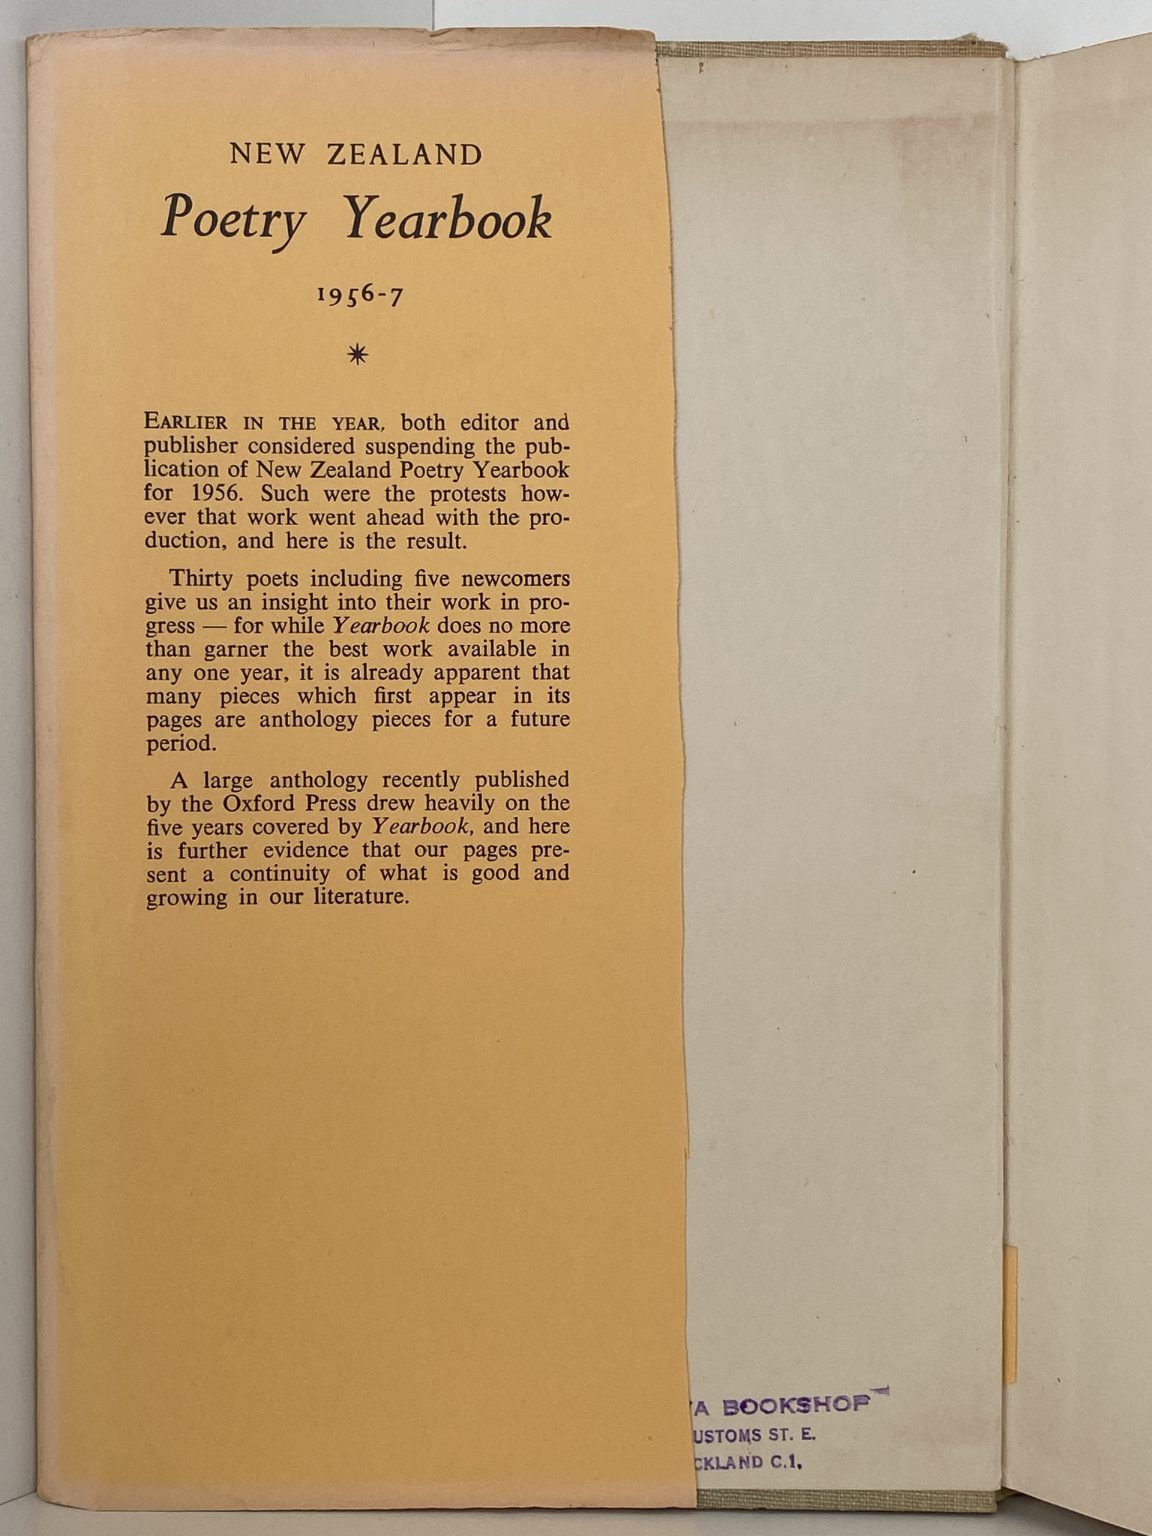 NEW ZEALAND
Poetry Yearbook
1956-7
EARLIER IN THE YEAR, both editor and
publisher considered suspending the pub-
lication of New Zealand Poetry Yearbook
for 1956. Such were the protests how-
ever that work went ahead with the pro-
duction, and here is the result.
Thirty poets including five newcomers
give us an insight into their work in pro-
gress — for while Yearbook does no more
than garner the best work available in
any one year, it is already apparent that
many pieces which first appear in its
pages are anthology pieces for a future
period.
A large anthology recently published
by the Oxford Press drew heavily on the
five years covered by Yearbook, and here
is further evidence that our pages pre-
sent a continuity of what is good and
growing in our literature.
BOOKSHOP
USTOMS ST. E.
CKLAND C.1.